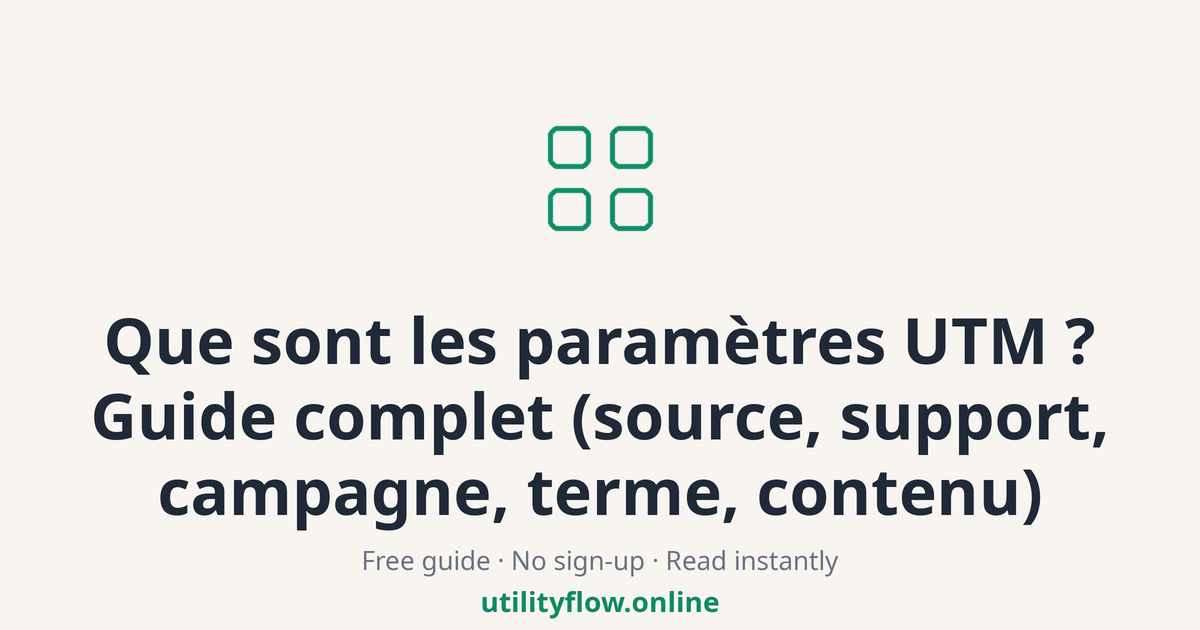 Que sont les paramètres UTM ?
Guide complet (source, support,
campagne, terme, contenu)
Free guide · No sign-up · Read instantly
utilityflow.online